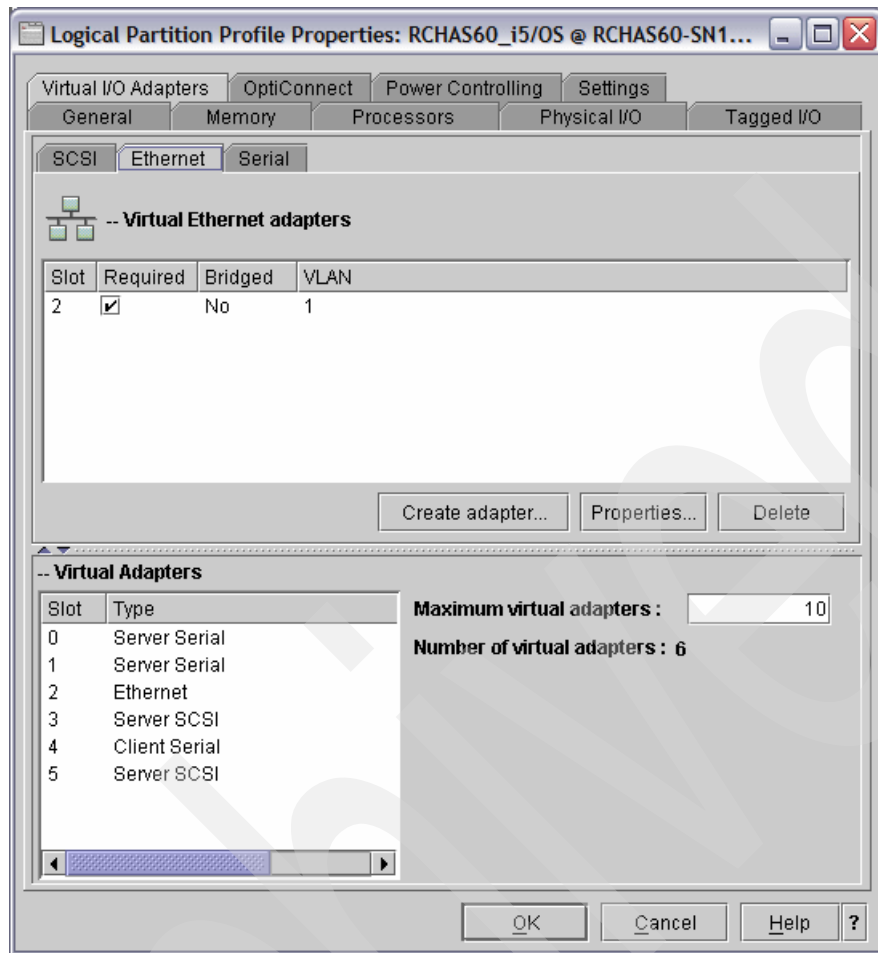 Logical Partition Profile Properties: RCHAS60_i5/OS @ RCHAS60-SN1...
Virtual I/O Adapters OptiConnect Power Controlling Settings
General Memory Processors Physical I/O Tagged I/O
SCSI Ethernet Serial
-- Virtual Ethernet adapters
Slot Required Bridged VLAN
2 No 1
Create adapter... Properties... Delete
-- Virtual Adapters
Slot Type
0 Server Serial
1 Server Serial
2 Ethernet
3 Server SCSI
4 Client Serial
5 Server SCSI
Maximum virtual adapters : 10
Number of virtual adapters : 6
OK Cancel Help ?